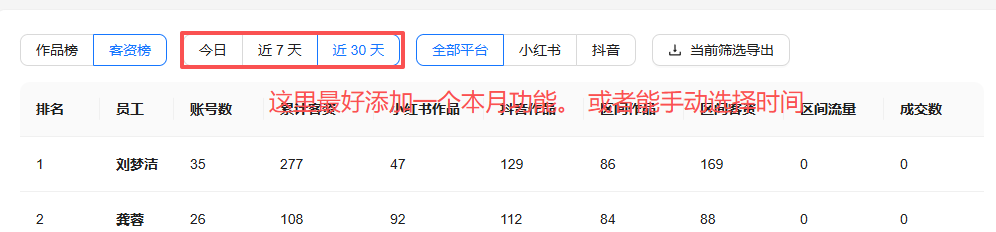 作品榜 客资榜 今日 近 7 天 近 30 天 全部平台 小红书 抖音 当前筛选导出
这里最好添加一个本月功能。 或者能手动选择时间
排名 员工 账号数 累计客资 小红书作品 抖音作品 区间作品 区间客资 区间流量 成交数
1 刘梦洁 35 277 47 129 86 169 0 0
2 龚蓉 26 108 92 112 84 88 0 0